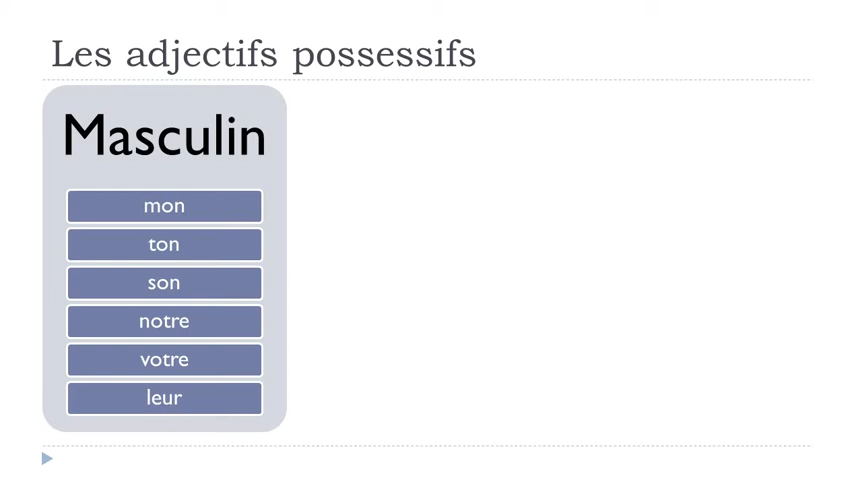 Les adjectifs possessifs
Masculin
mon
ton
son
notre
votre
leur